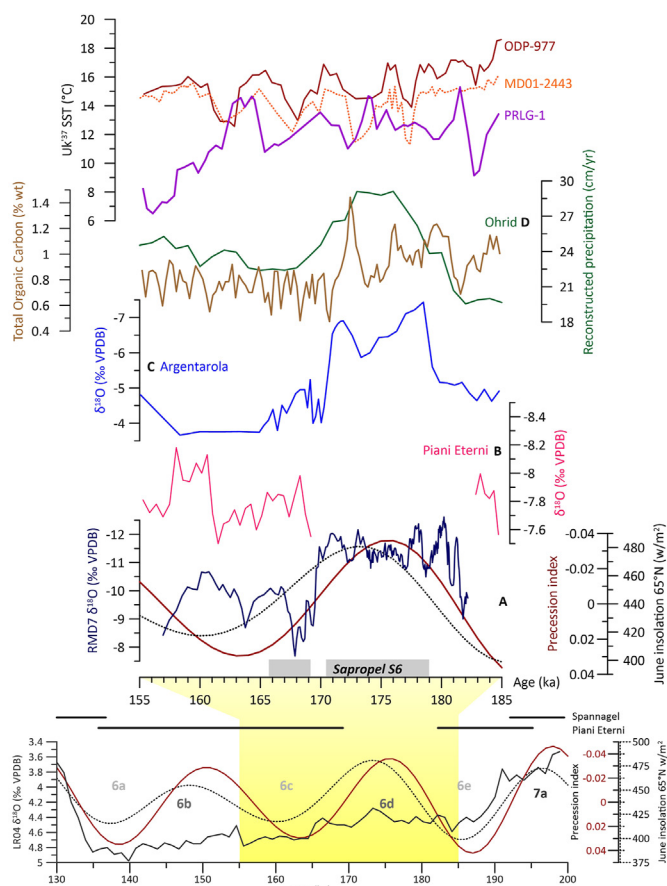 20
18
16
14
12
10
8
6
Uk'37 SST (°C)
ODP-977
MD01-2443
PRLG-1
1.4
1.2
1
0.8
0.6
0.4
Total Organic Carbon (% wt)
30
27
24
21
18
Reconstructed precipitation (cm/yr)
Ohrid D
-7
-6
-5
-4
δ18O (‰ VPDB)
C Argentarola
-8.4
-8.2
-8
-7.8
-7.6
δ18O (‰ VPDB)
Piani Eterni B
-12
-11
-10
-9
-8
RMD7 δ18O (‰ VPDB)
A
-0.04
-0.02
0
0.02
0.04
Precession index
480
460
440
420
400
June insolation 65°N (w/m²)
Sapropel S6
Age (ka)
155 160 165 170 175 180 185
Spannagel
Piani Eterni
3.4
3.6
3.8
4.0
4.2
4.4
4.6
4.8
5
LR04 δ18O (‰ VPDB)
6a
6b
6c
6d
6e
7a
-0.04
-0.02
0
0.02
0.04
Precession index
500
475
450
425
400
375
June insolation 65°N (w/m²)
130 140 150 160 170 180 190 200